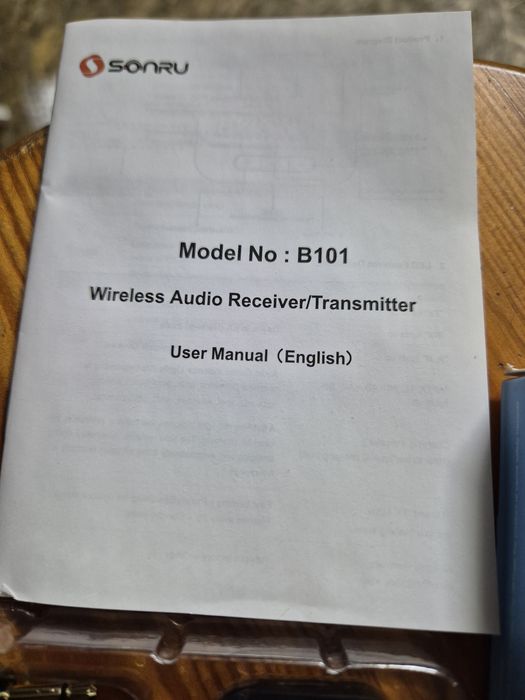 SONRU
Model No : B101
Wireless Audio Receiver/Transmitter
User Manual（English）